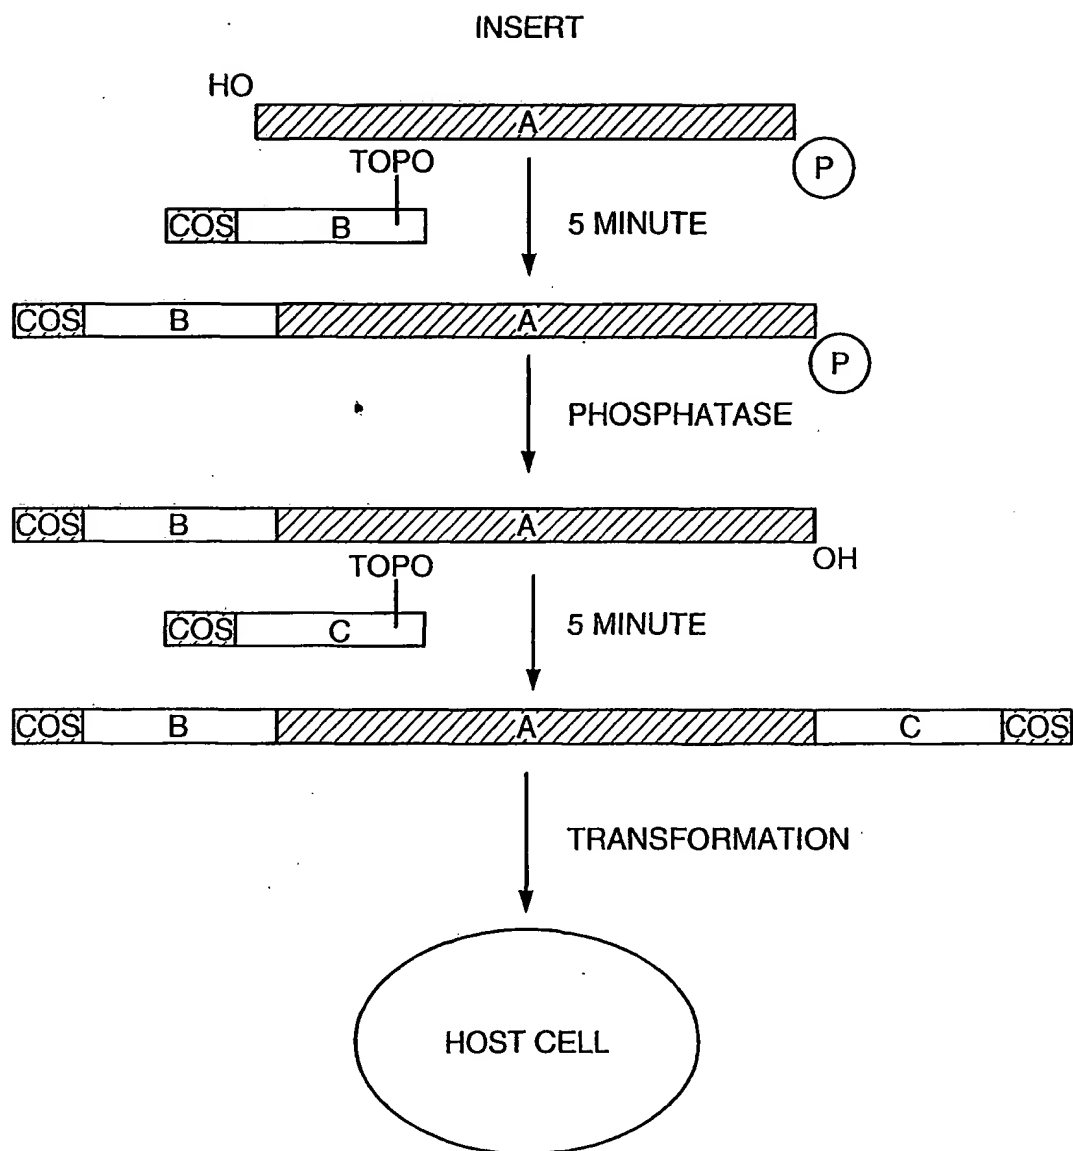 INSERT
HO
A
P
TOPO
COS B
5 MINUTE
COS B A
P
PHOSPHATASE
COS B A
OH
TOPO
COS C
5 MINUTE
COS B A C COS
TRANSFORMATION
HOST CELL